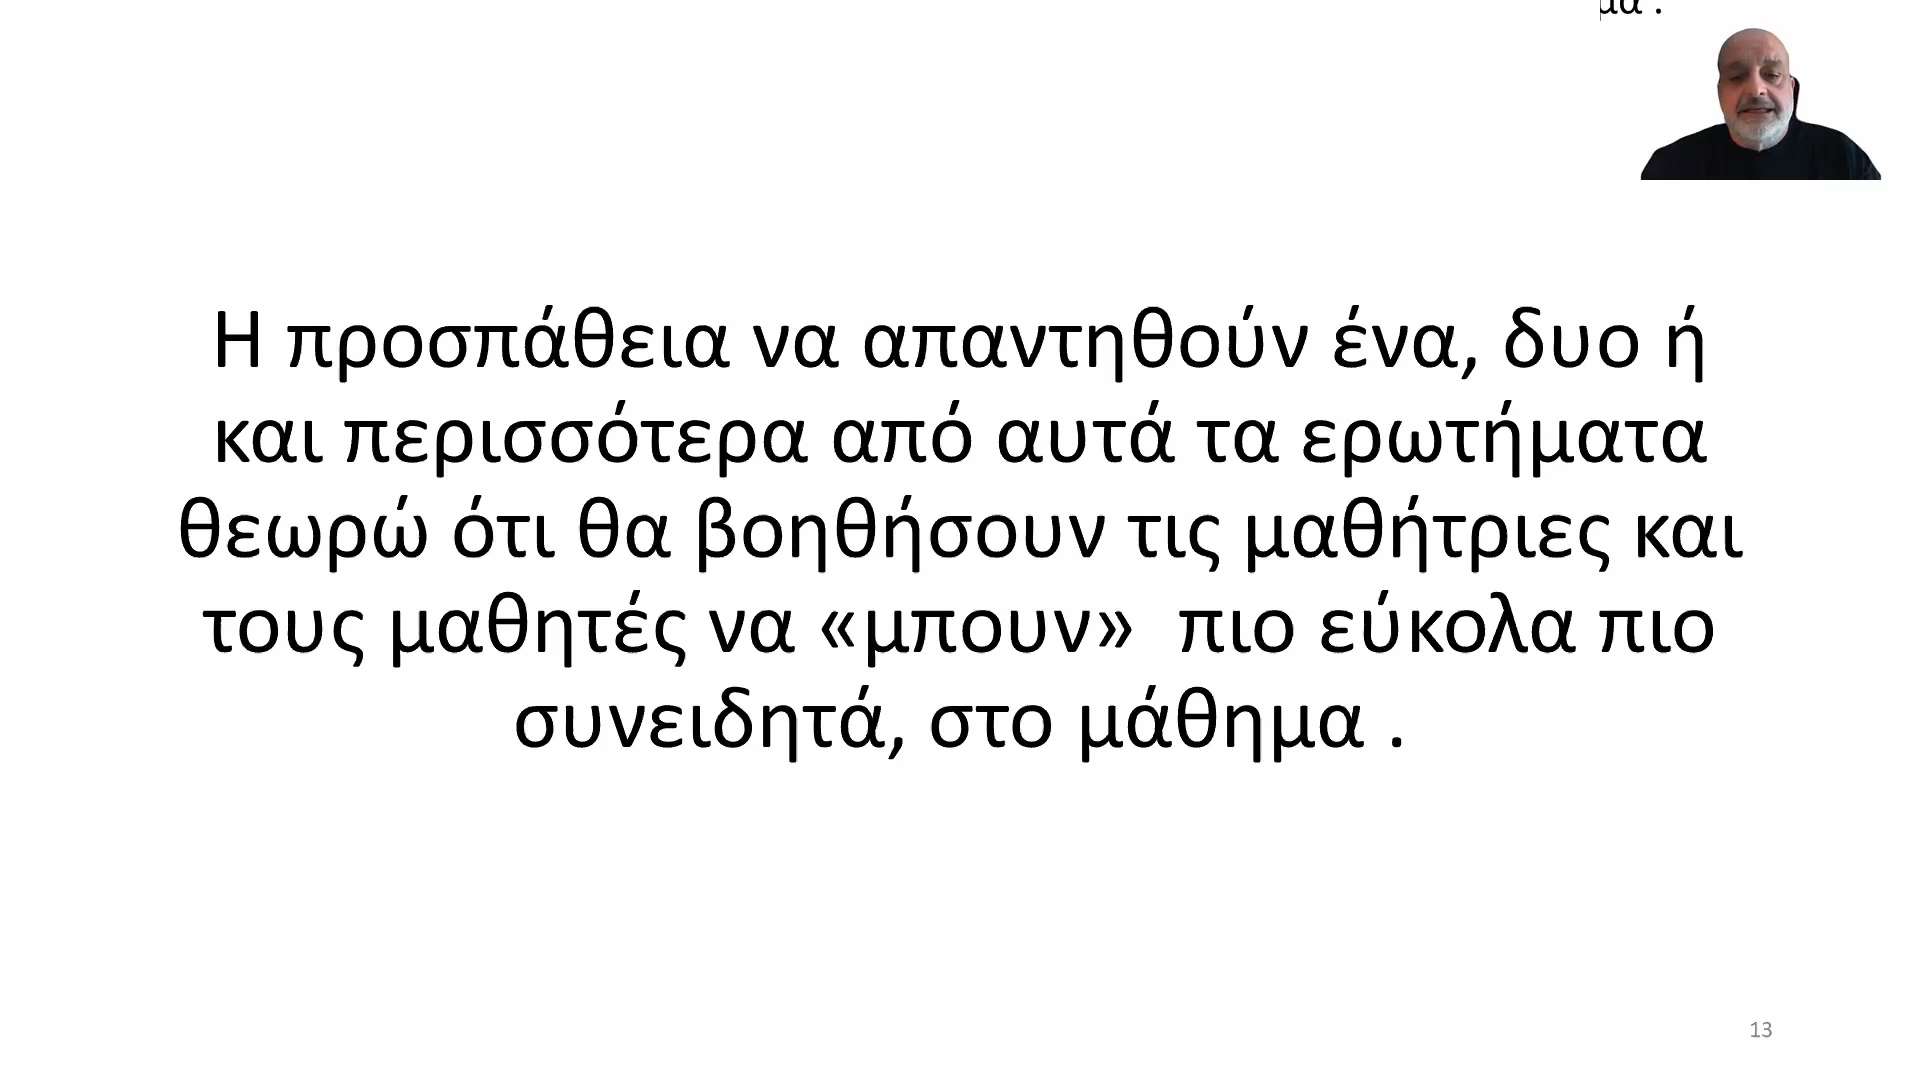 μα .
Η προσπάθεια να απαντηθούν ένα, δυο ή
και περισσότερα από αυτά τα ερωτήματα
θεωρώ ότι θα βοηθήσουν τις μαθήτριες και
τους μαθητές να «μπουν»  πιο εύκολα πιο
συνειδητά, στο μάθημα .
13